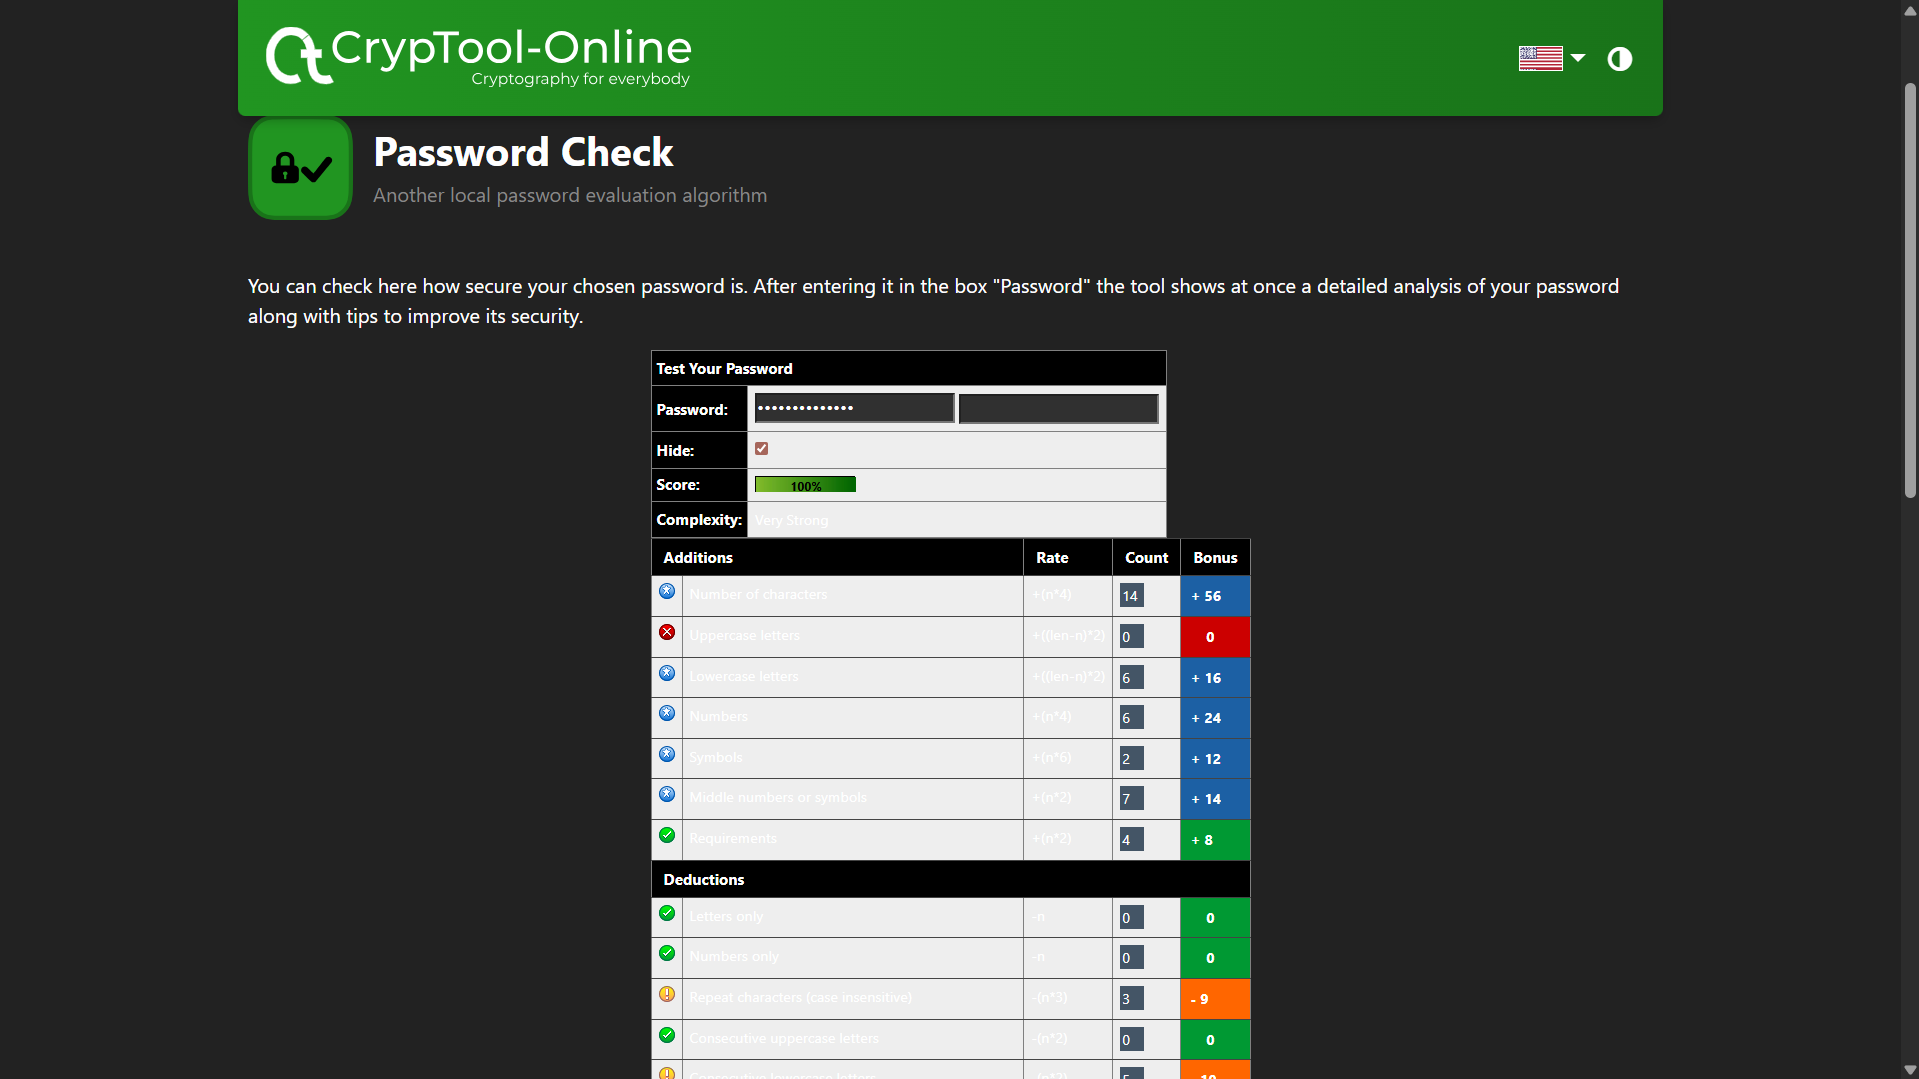 CrypTool-Online
Cryptography for everybody
Password Check
Another local password evaluation algorithm
You can check here how secure your chosen password is. After entering it in the box "Password" the tool shows at once a detailed analysis of your password
along with tips to improve its security.
Test Your Password
Password: ••••••••••••••
Hide:
Score: 100%
Complexity: Very Strong
Additions Rate Count Bonus
Number of characters +(n*4) 14 + 56
Uppercase letters +((len-n)*2) 0 0
Lowercase letters +((len-n)*2) 6 + 16
Numbers +(n*4) 6 + 24
Symbols +(n*6) 2 + 12
Middle numbers or symbols +(n*2) 7 + 14
Requirements +(n*2) 4 + 8
Deductions
Letters only -n 0 0
Numbers only -n 0 0
Repeat characters (case insensitive) -(n*3) 3 - 9
Consecutive uppercase letters -(n*2) 0 0
Consecutive lowercase letters -(n*2) 5 - 10